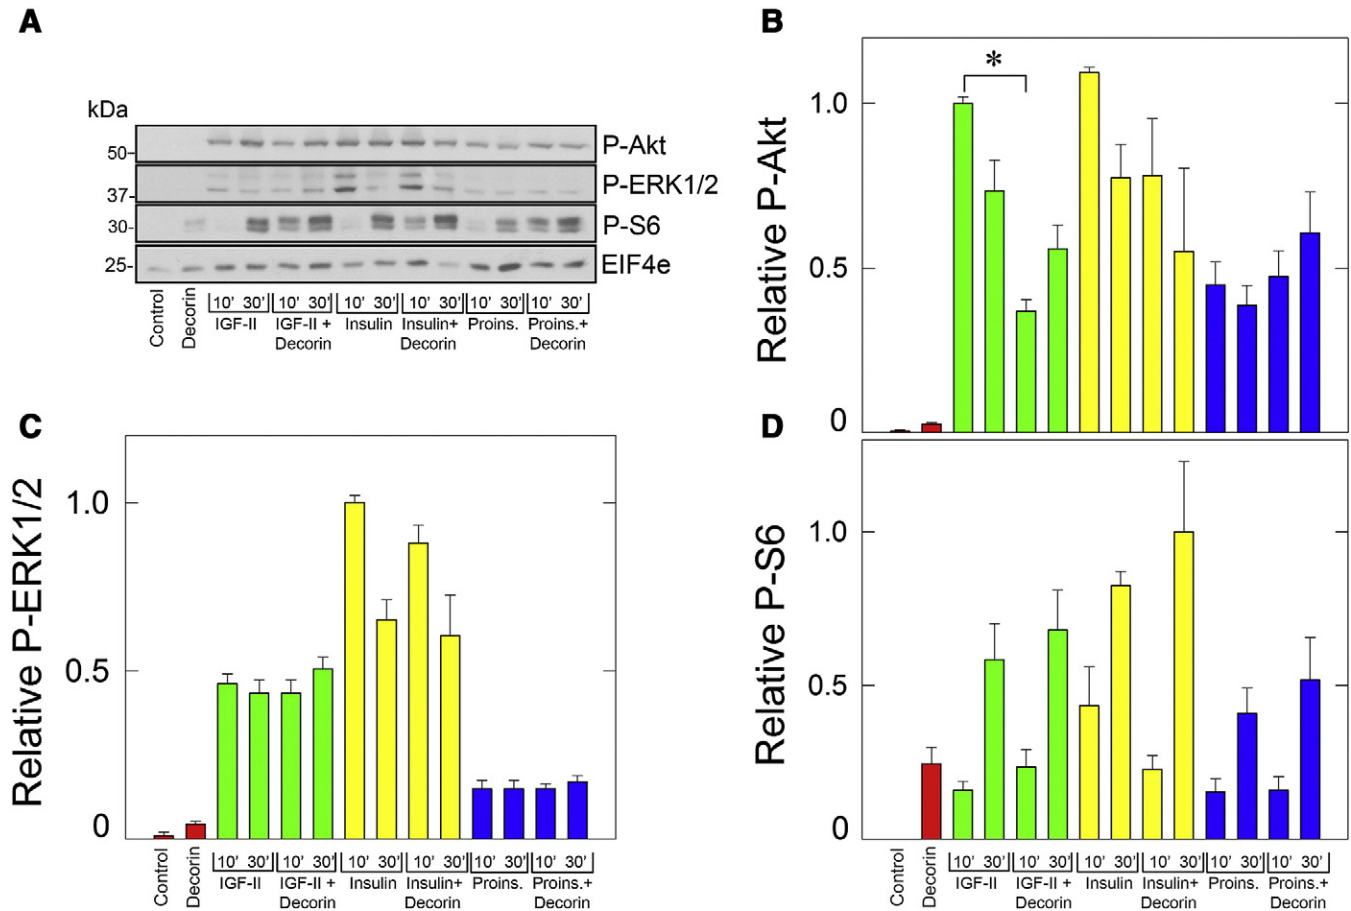 A
kDa
50-
P-Akt
37-
P-ERK1/2
30-
P-S6
25-
EIF4e
Control
Decorin
10' 30' 10' 30' 10' 30' 10' 30' 10' 30' 10' 30'
IGF-II IGF-II + Insulin Insulin+ Proins. Proins.+
Decorin Decorin Decorin
B
Relative P-Akt
*
1.0
0.5
0
C
Relative P-ERK1/2
1.0
0.5
0
Control
Decorin
10' 30' 10' 30' 10' 30' 10' 30' 10' 30' 10' 30'
IGF-II IGF-II + Insulin Insulin+ Proins. Proins.+
Decorin Decorin Decorin
D
Relative P-S6
1.0
0.5
0
Control
Decorin
10' 30' 10' 30' 10' 30' 10' 30' 10' 30' 10' 30'
IGF-II IGF-II + Insulin Insulin+ Proins. Proins.+
Decorin Decorin Decorin